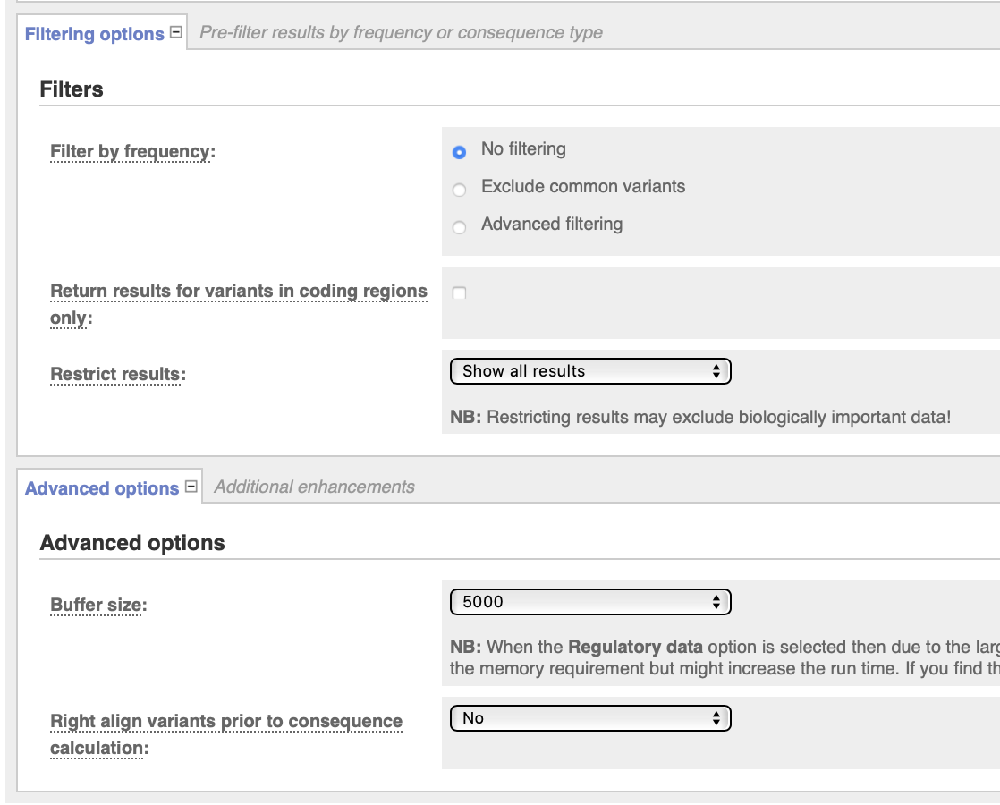 Filtering options Pre-filter results by frequency or consequence type
Filters
Filter by frequency:
No filtering
Exclude common variants
Advanced filtering
Return results for variants in coding regions
only:
Restrict results:
Show all results
NB: Restricting results may exclude biologically important data!
Advanced options Additional enhancements
Advanced options
Buffer size:
5000
NB: When the Regulatory data option is selected then due to the
the memory requirement but might increase the run time. If you find
Right align variants prior to consequence
calculation:
No